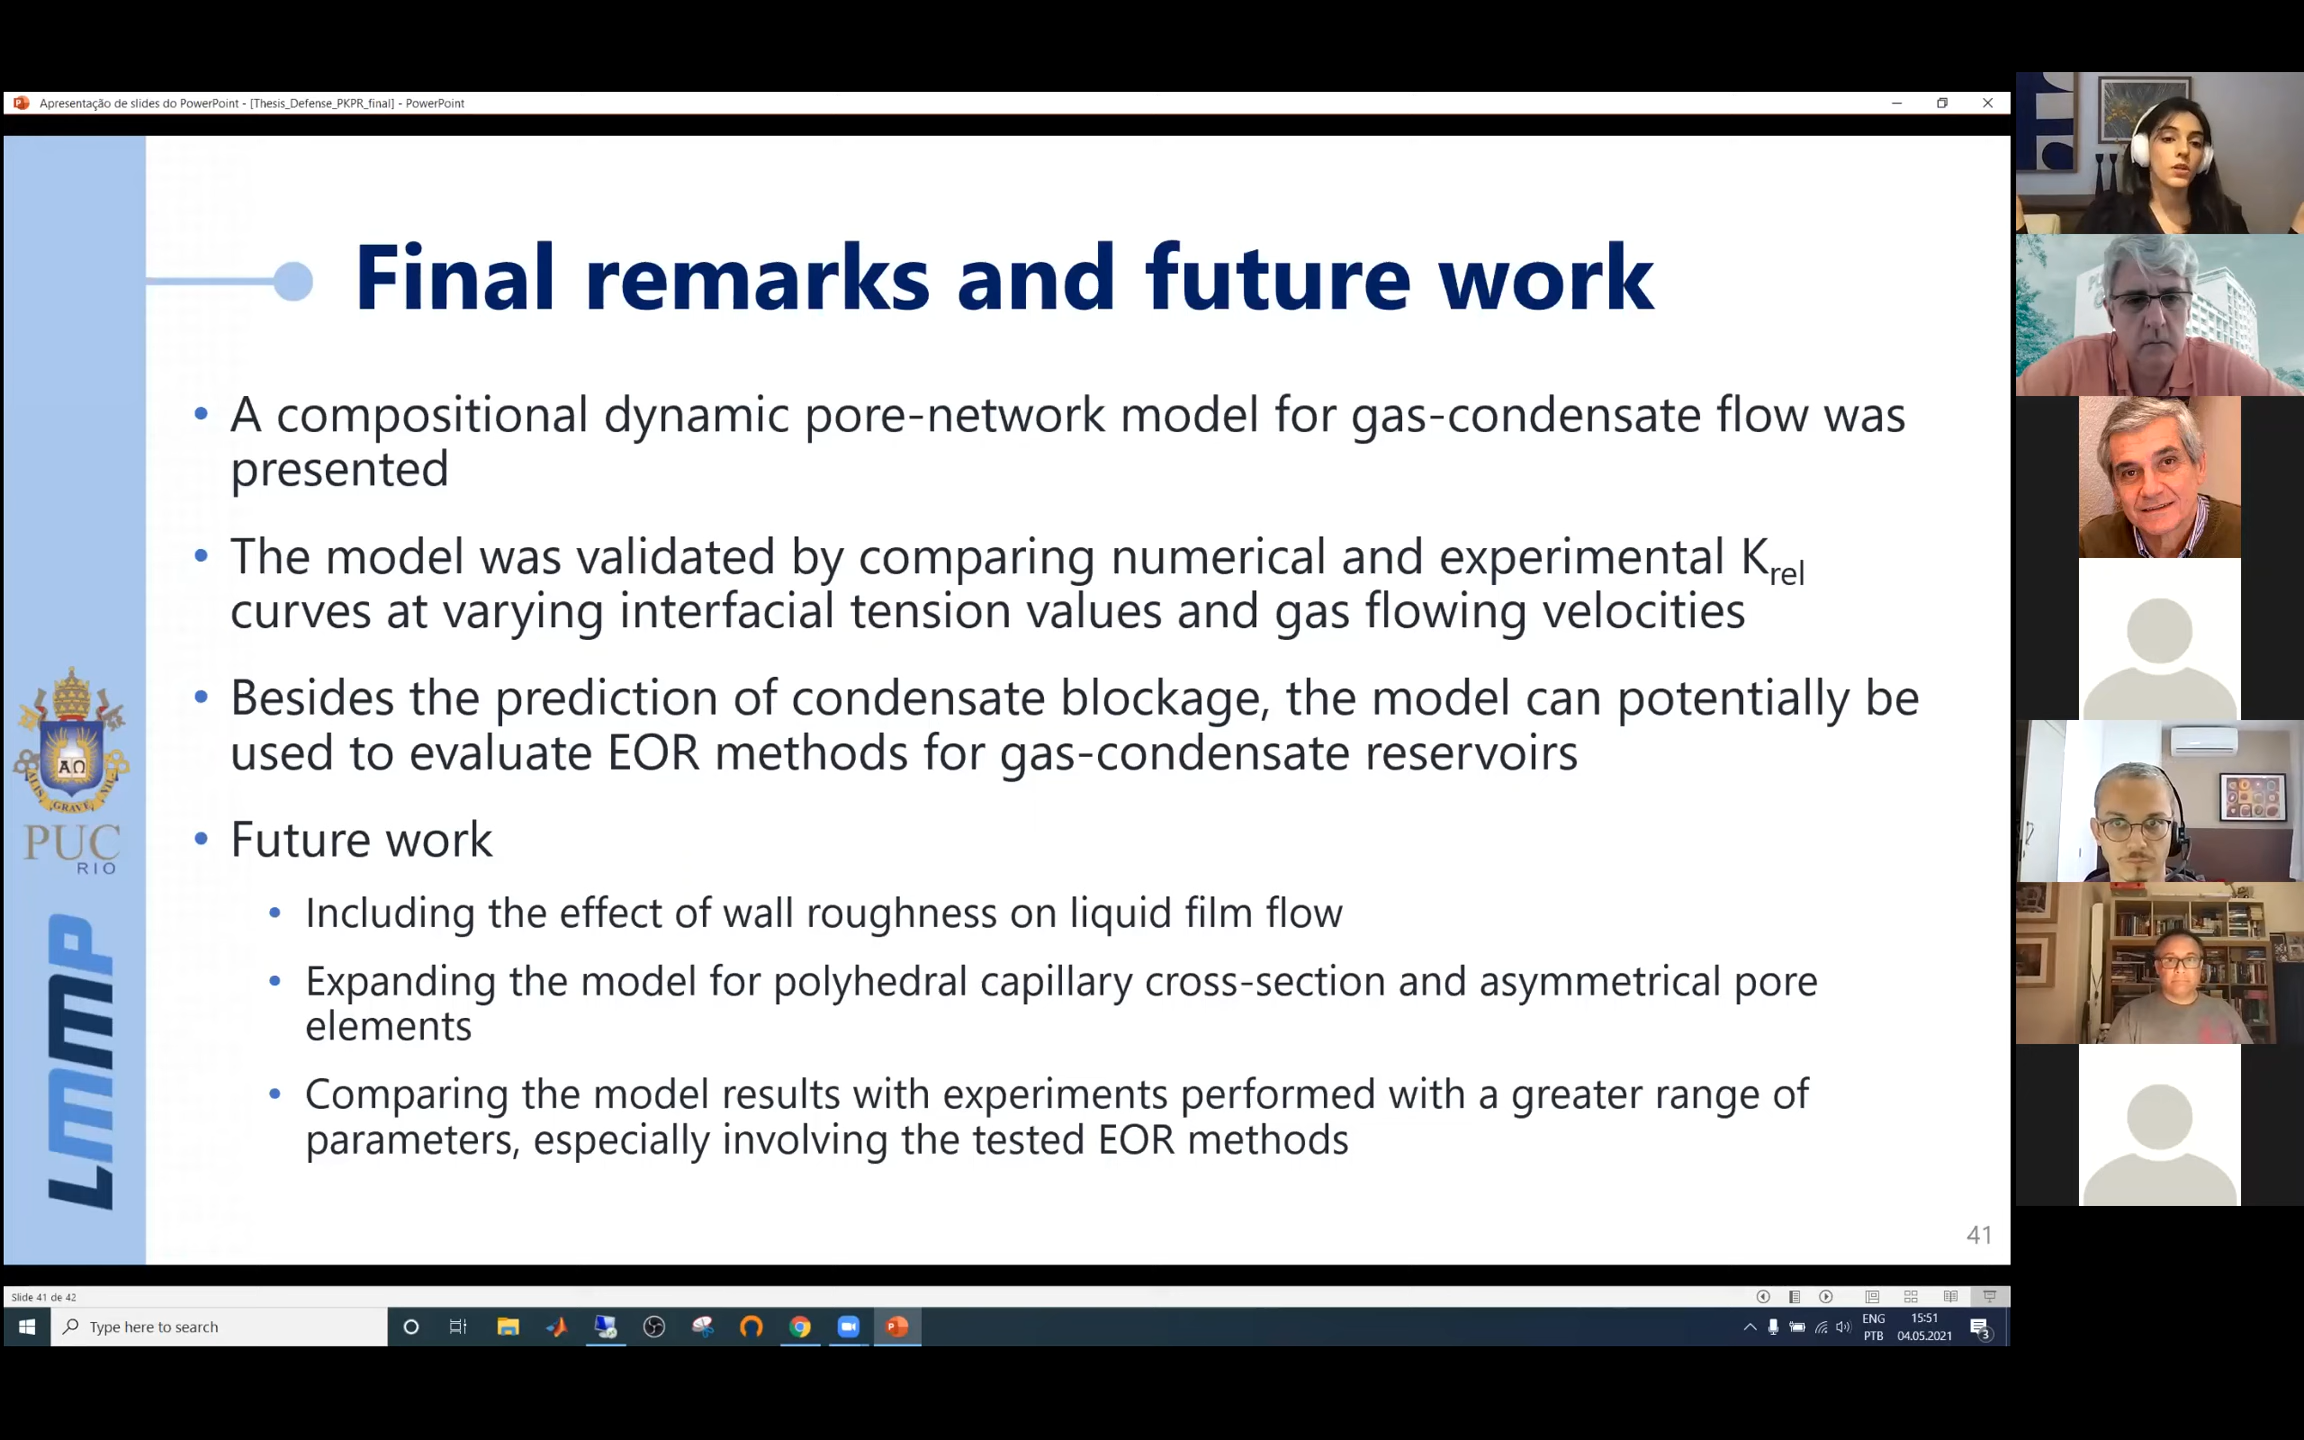 Apresentação de slides do PowerPoint - [Thesis_Defense_PKPR_final] - PowerPoint
Final remarks and future work
• A compositional dynamic pore-network model for gas-condensate flow was
presented
• The model was validated by comparing numerical and experimental Krel
curves at varying interfacial tension values and gas flowing velocities
• Besides the prediction of condensate blockage, the model can potentially be
used to evaluate EOR methods for gas-condensate reservoirs
• Future work
• Including the effect of wall roughness on liquid film flow
• Expanding the model for polyhedral capillary cross-section and asymmetrical pore
elements
• Comparing the model results with experiments performed with a greater range of
parameters, especially involving the tested EOR methods
ΑΩ
GRAVE
PUC
RIO
LMMP
41
Slide 41 de 42
Type here to search
ENG
PTB
15:51
04.05.2021
3